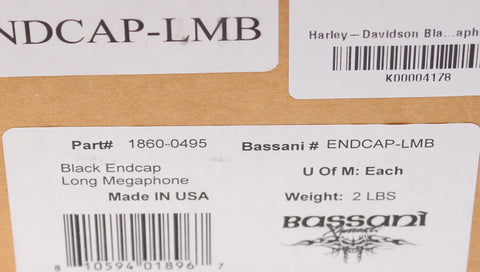 NDCAP-LMB
Harley-Davidson Bla...aph
K00004178
Part# 1860-0495 Bassani # ENDCAP-LMB
Black Endcap
Long Megaphone
U Of M: Each
Made IN USA
Weight: 2 LBS
BASSANI
8 10594 01896 7